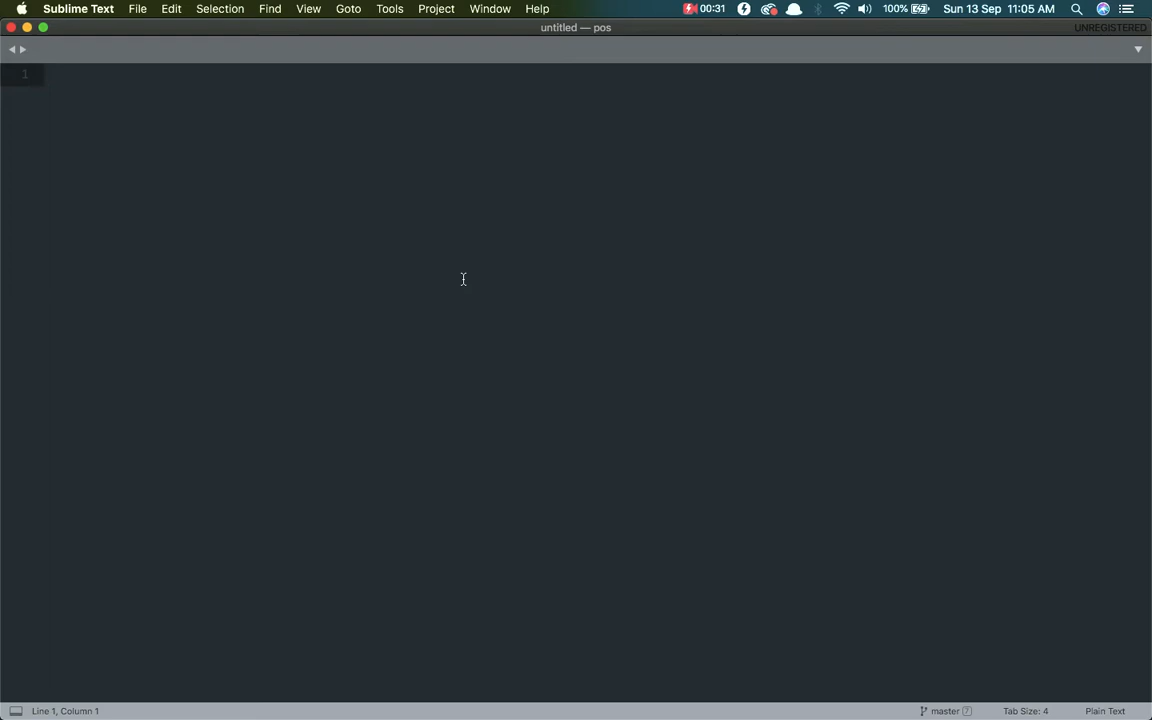 Sublime Text File Edit Selection Find View Goto Tools Project Window Help 00:31 100% Sun 13 Sep 11:05 AM
untitled — pos UNREGISTERED
1
Line 1, Column 1 master 7 Tab Size: 4 Plain Text